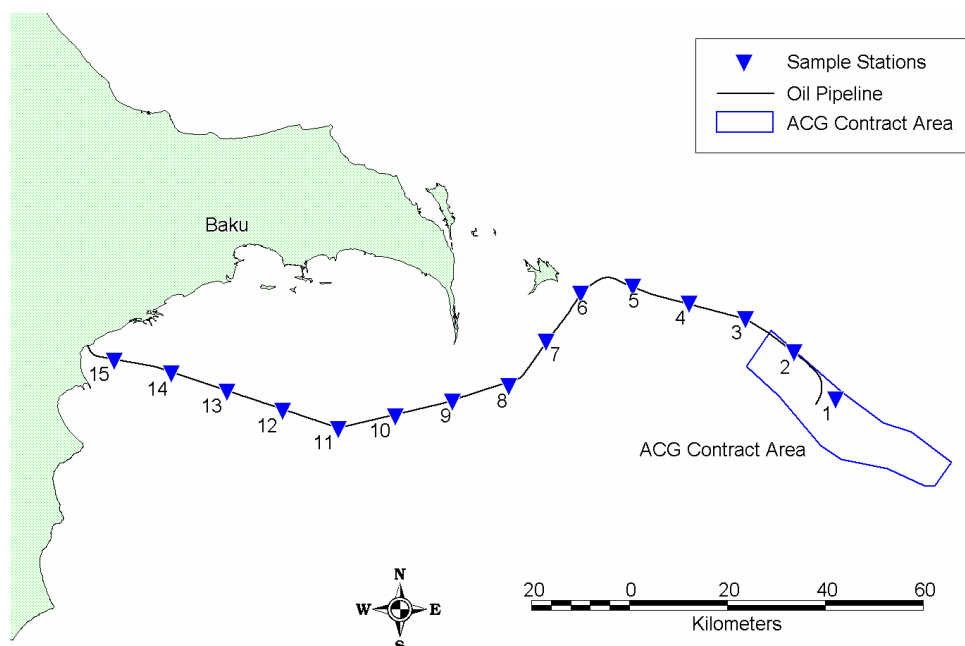 Sample Stations
Oil Pipeline
ACG Contract Area
Baku
6
5
4
3
2
1
7
8
9
10
11
12
13
14
15
ACG Contract Area
N
W E
S
20 0 20 40 60
Kilometers